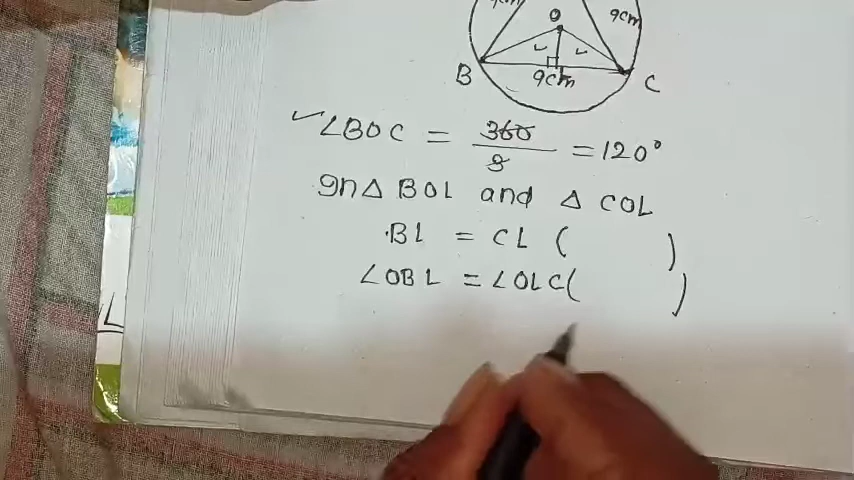 9cm
O
9cm
B
9cm
L
C
∠BOC = 360/3 = 120°
In Δ BOL and Δ COL
BL = CL ( )
∠OBL = ∠OLC( )